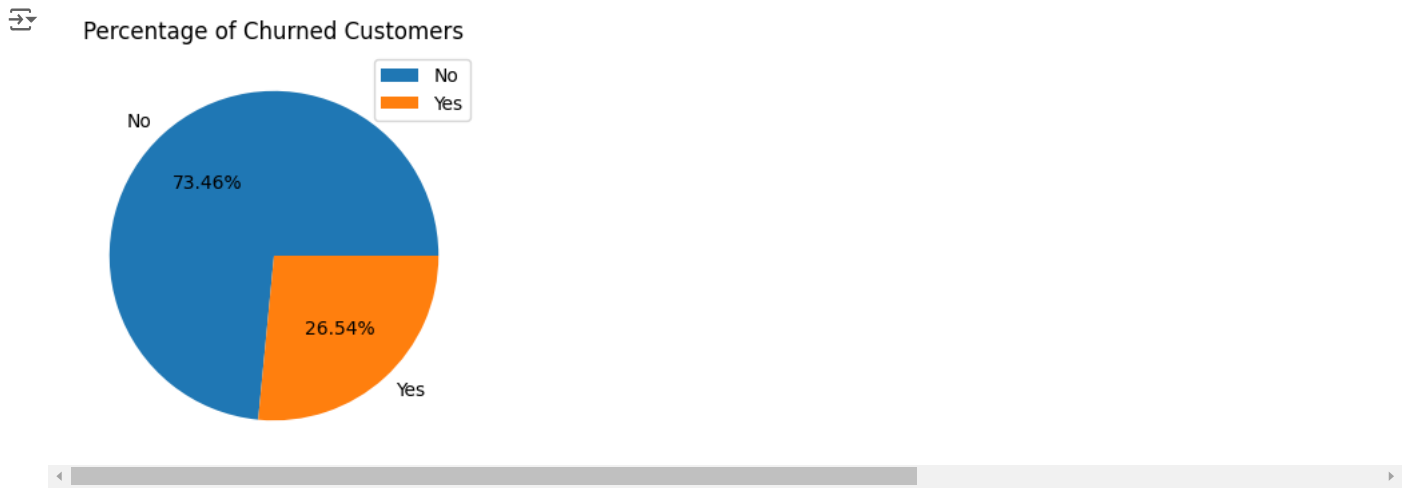 Percentage of Churned Customers
No
Yes
No
73.46%
26.54%
Yes